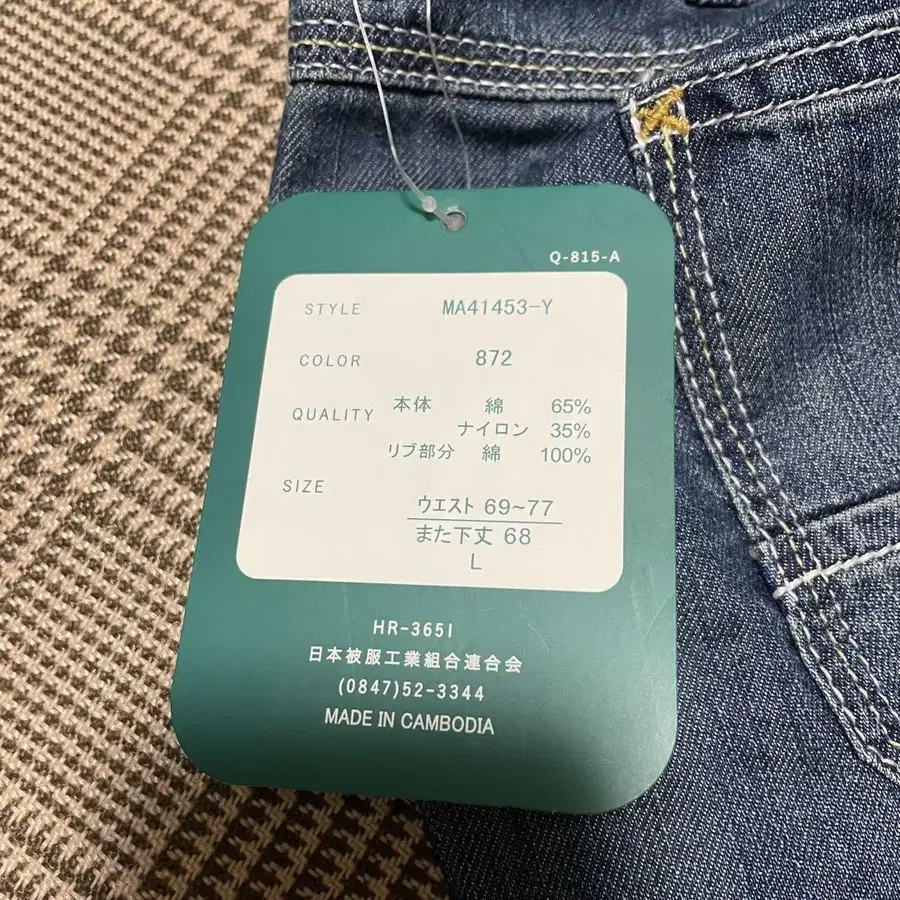 Q-815-A
STYLE MA41453-Y
COLOR 872
QUALITY 本体 綿 65%
ナイロン 35%
リブ部分 綿 100%
SIZE
ウエスト 69~77
また下丈 68
L
HR-3651
日本被服工業組合連合会
(0847)52-3344
MADE IN CAMBODIA